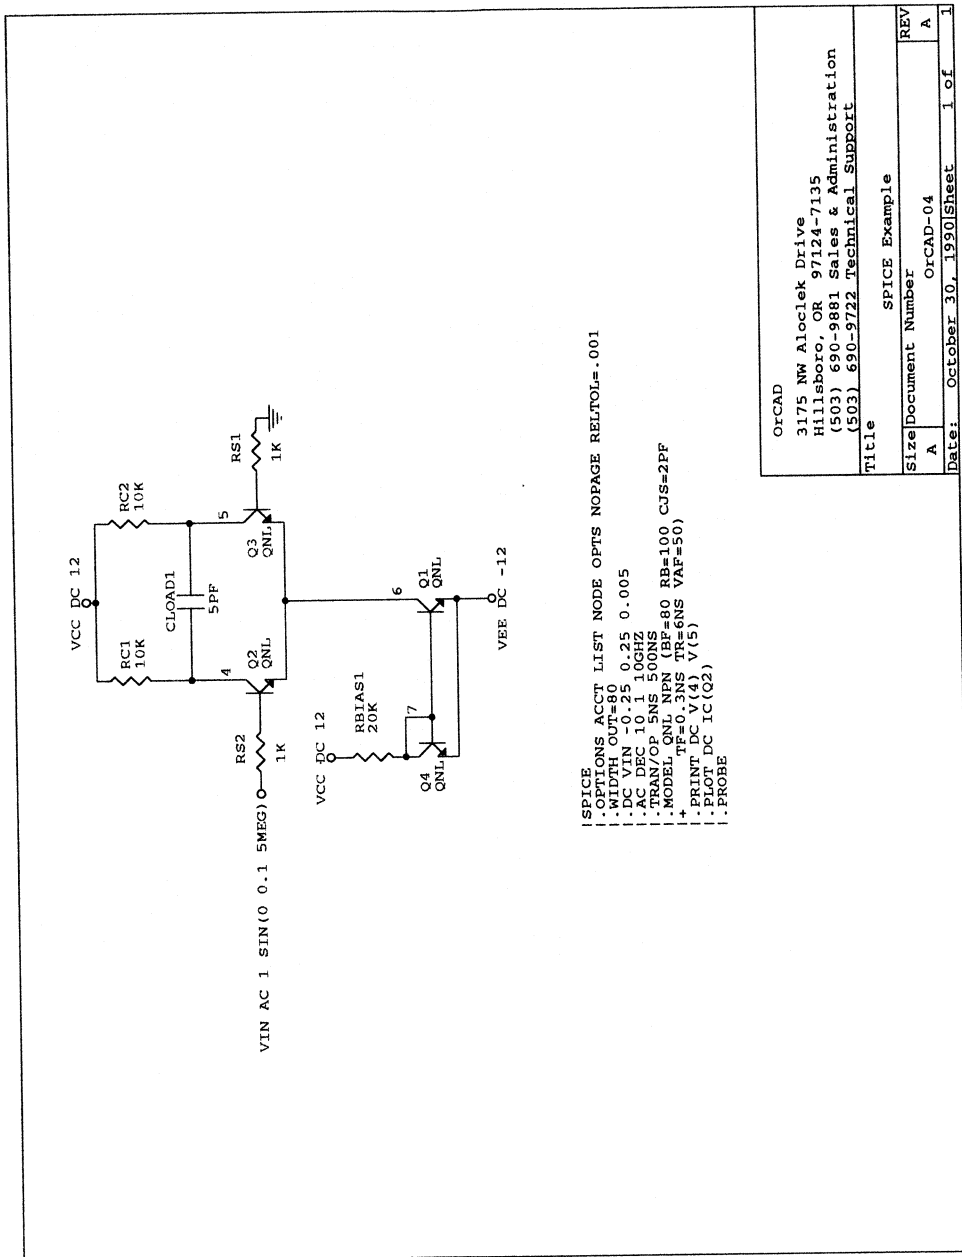 VCC DC 12
RC1
10K
RC2
10K
CLOAD1
5PF
4
5
RS2
1K
Q2
QNL
Q3
QNL
RS1
1K
VIN AC 1 SIN(0 0.1 5MEG)
VCC DC 12
RBIAS1
20K
6
7
Q4
QNL
Q1
QNL
VEE DC -12
|SPICE
|.OPTIONS ACCT LIST NODE OPTS NOPAGE RELTOL=.001
|.WIDTH OUT=80
|.DC VIN -0.25 0.25 0.005
|.AC DEC 10 1 10GHZ
|.TRAN/OP 5NS 500NS
|.MODEL QNL NPN (BF=80 RB=100 CJS=2PF
|+ TF=0.3NS TR=6NS VAF=50)
|.PRINT DC V(4) V(5)
|.PLOT DC IC(Q2)
|.PROBE
OrCAD
3175 NW Aloclek Drive
Hillsboro, OR 97124-7135
(503) 690-9881 Sales & Administration
(503) 690-9722 Technical Support
Title
SPICE Example
Size Document Number REV
A OrCAD-04 A
Date: October 30, 1990 Sheet 1 of 1